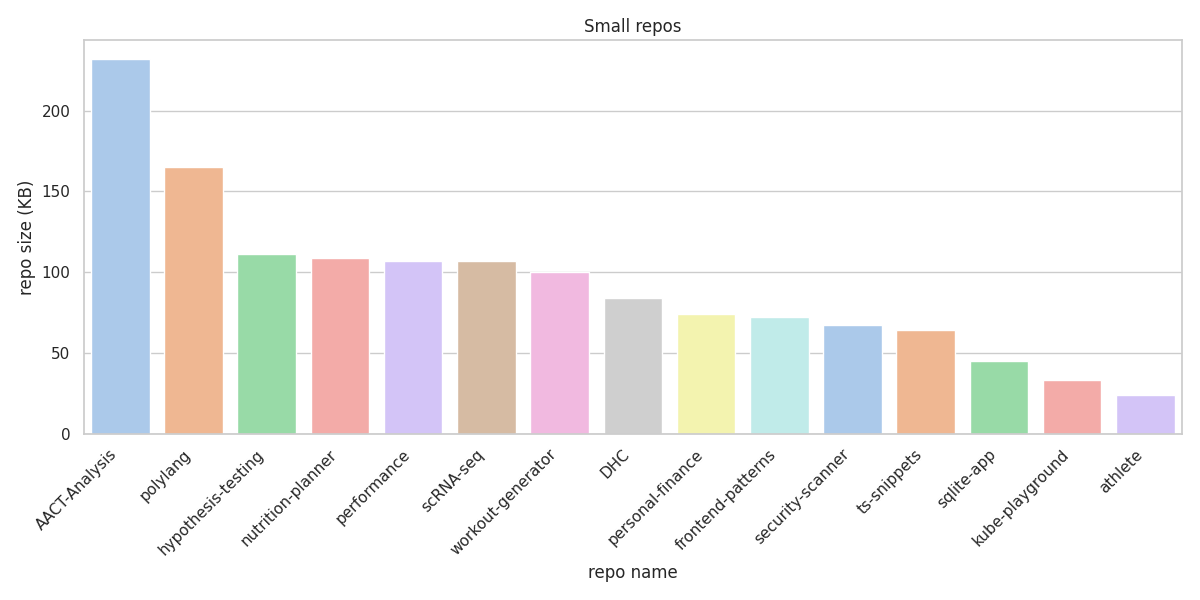 Small repos
repo size (KB)
200
150
100
50
0
AACT-Analysis
polylang
hypothesis-testing
nutrition-planner
performance
scRNA-seq
workout-generator
DHC
personal-finance
frontend-patterns
security-scanner
ts-snippets
sqlite-app
kube-playground
athlete
repo name